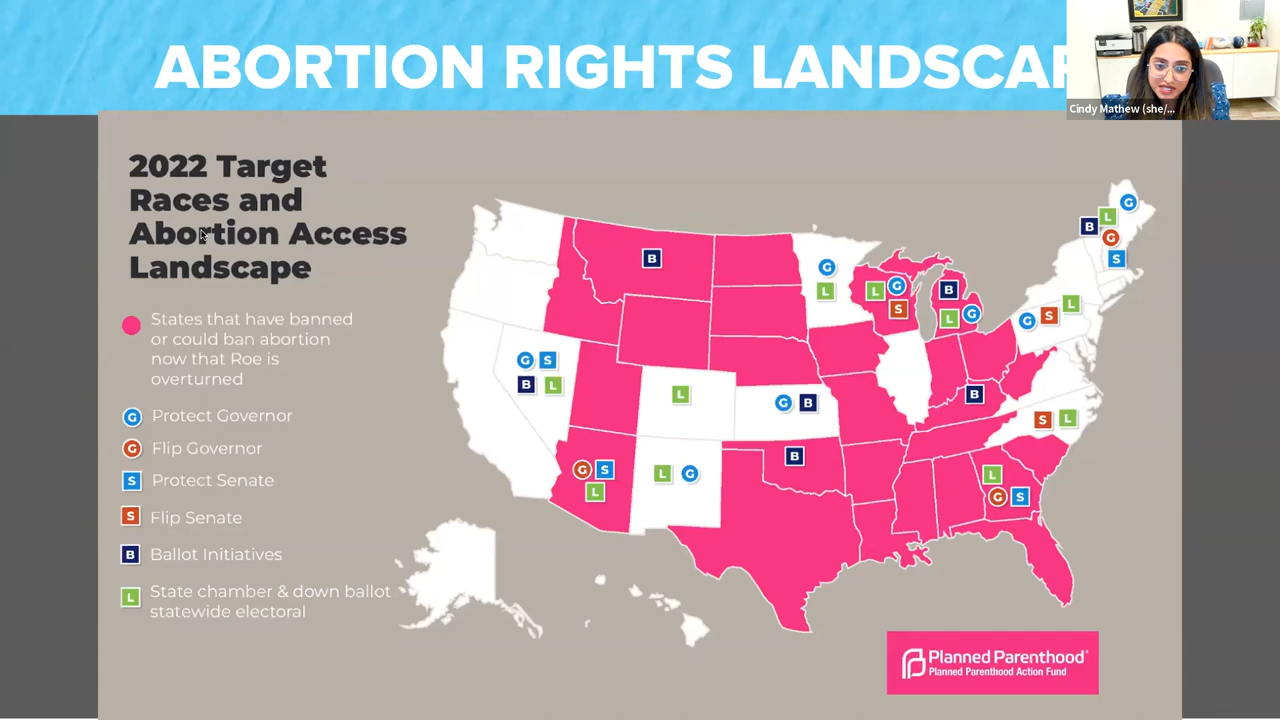 ABORTION RIGHTS LANDSCAP
Cindy Mathew (she/...
2022 Target
Races and
Abortion Access
Landscape
States that have banned
or could ban abortion
now that Roe is
overturned
G Protect Governor
G Flip Governor
S Protect Senate
S Flip Senate
B Ballot Initiatives
L State chamber & down ballot
statewide electoral
G
B L
G
S
B
G
L
L G
S
B
L G
L
G S
G S
B L
L
G B
B
S L
G S
L
L G
B
L
G S
Planned Parenthood®
Planned Parenthood Action Fund